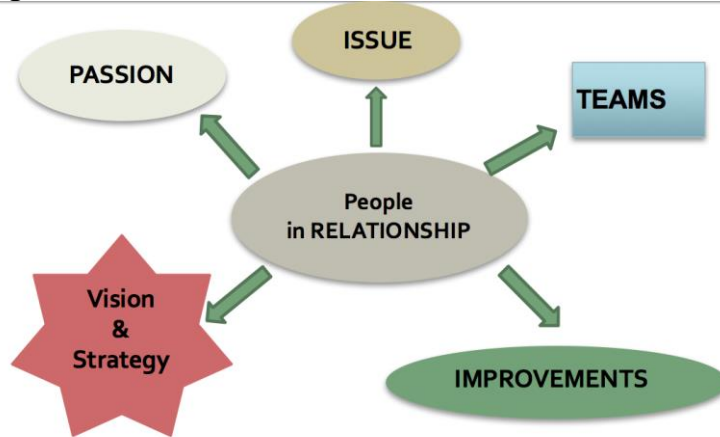 ISSUE
PASSION
TEAMS
People
in RELATIONSHIP
Vision
&
Strategy
IMPROVEMENTS